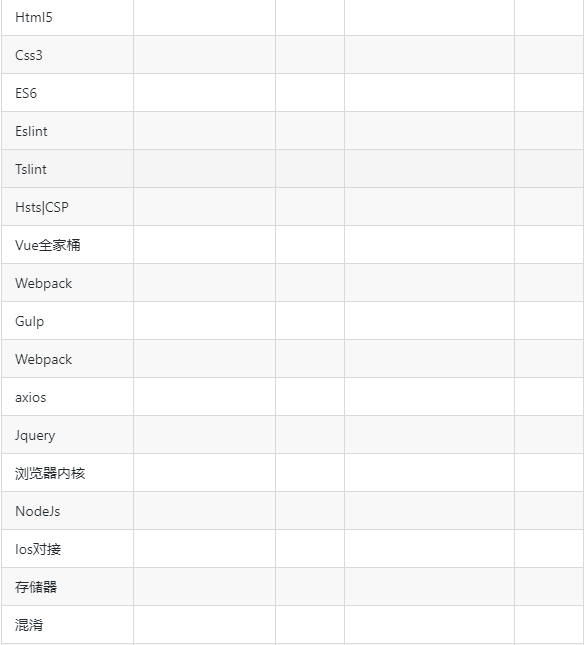 Html5
Css3
ES6
Eslint
Tslint
Hsts|CSP
Vue全家桶
Webpack
Gulp
Webpack
axios
Jquery
浏览器内核
NodeJs
Ios对接
存储器
混淆